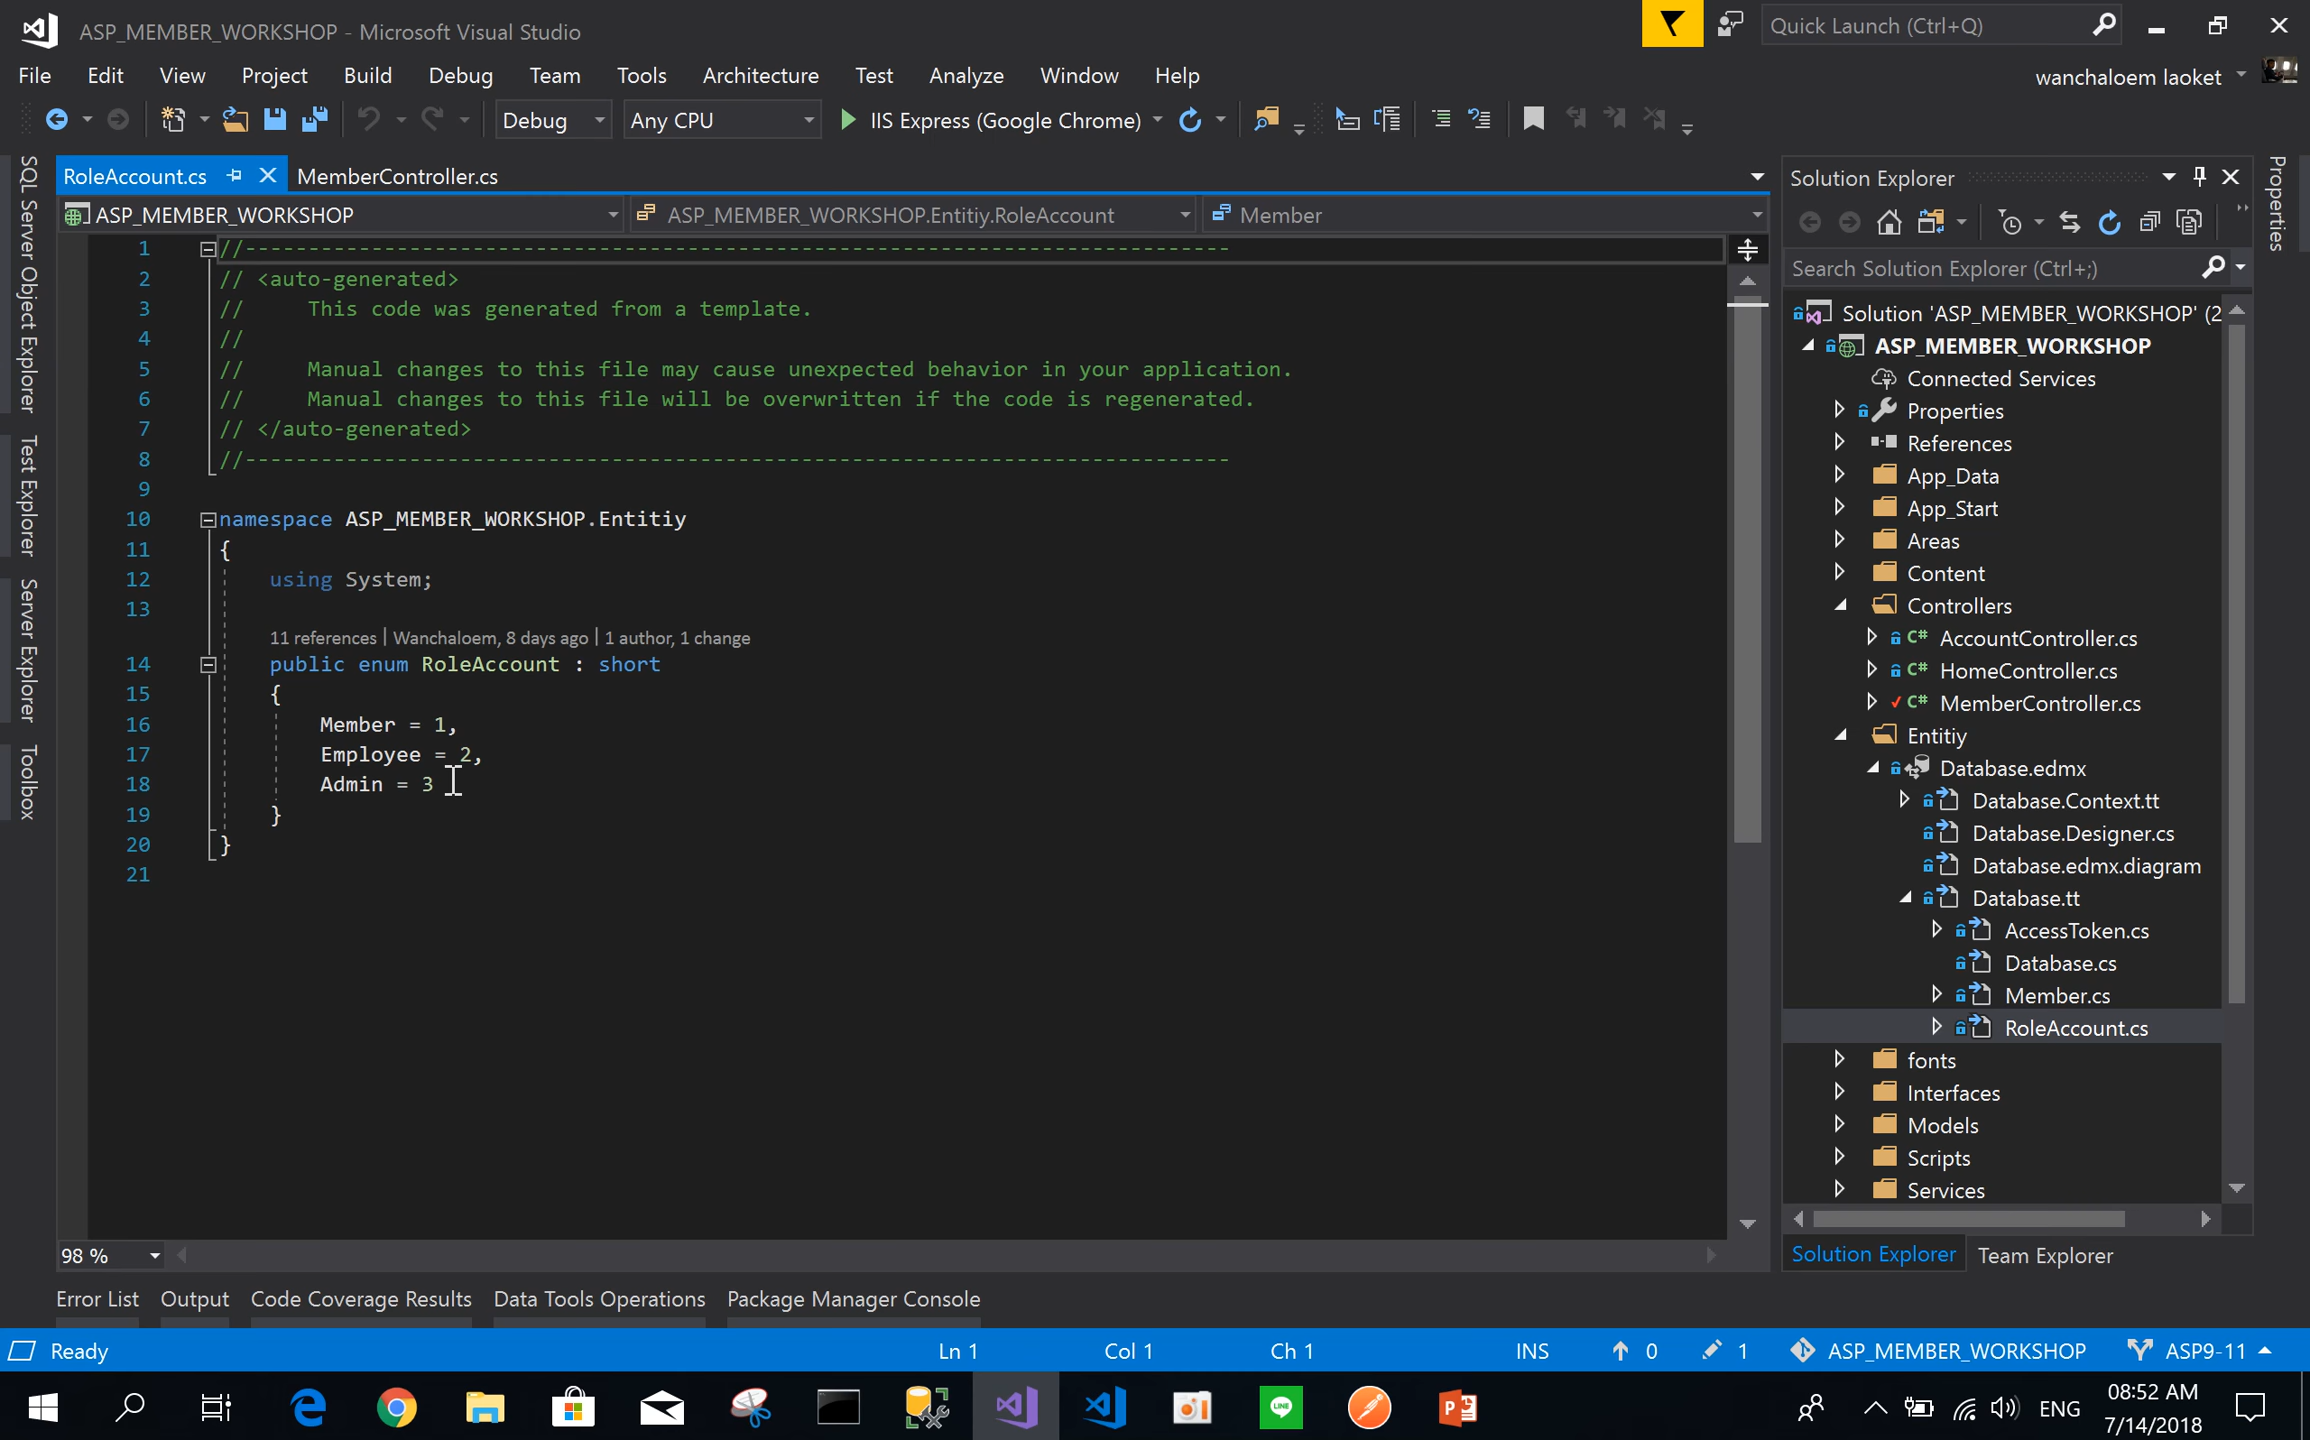 ASP_MEMBER_WORKSHOP - Microsoft Visual Studio
Quick Launch (Ctrl+Q)
File Edit View Project Build Debug Team Tools Architecture Test Analyze Window Help
wanchaloem laoket
Debug Any CPU IIS Express (Google Chrome)
RoleAccount.cs MemberController.cs
ASP_MEMBER_WORKSHOP ASP_MEMBER_WORKSHOP.Entitiy.RoleAccount Member
SQL Server Object Explorer
Test Explorer
Server Explorer
Toolbox
1 //------------------------------------------------------------------------------
2 // <auto-generated>
3 //     This code was generated from a template.
4 //
5 //     Manual changes to this file may cause unexpected behavior in your application.
6 //     Manual changes to this file will be overwritten if the code is regenerated.
7 // </auto-generated>
8 //------------------------------------------------------------------------------
9
10 namespace ASP_MEMBER_WORKSHOP.Entitiy
11 {
12     using System;
13
11 references | Wanchaloem, 8 days ago | 1 author, 1 change
14     public enum RoleAccount : short
15     {
16         Member = 1,
17         Employee = 2,
18         Admin = 3
19     }
20 }
21
98 %
Solution Explorer
Search Solution Explorer (Ctrl+;)
Solution 'ASP_MEMBER_WORKSHOP' (2
ASP_MEMBER_WORKSHOP
Connected Services
Properties
References
App_Data
App_Start
Areas
Content
Controllers
C# AccountController.cs
C# HomeController.cs
C# MemberController.cs
Entitiy
Database.edmx
Database.Context.tt
Database.Designer.cs
Database.edmx.diagram
Database.tt
AccessToken.cs
Database.cs
Member.cs
RoleAccount.cs
fonts
Interfaces
Models
Scripts
Services
Solution Explorer Team Explorer
Properties
Error List Output Code Coverage Results Data Tools Operations Package Manager Console
Ready Ln 1 Col 1 Ch 1 INS 0 1 ASP_MEMBER_WORKSHOP ASP9-11
LINE
ENG
08:52 AM
7/14/2018